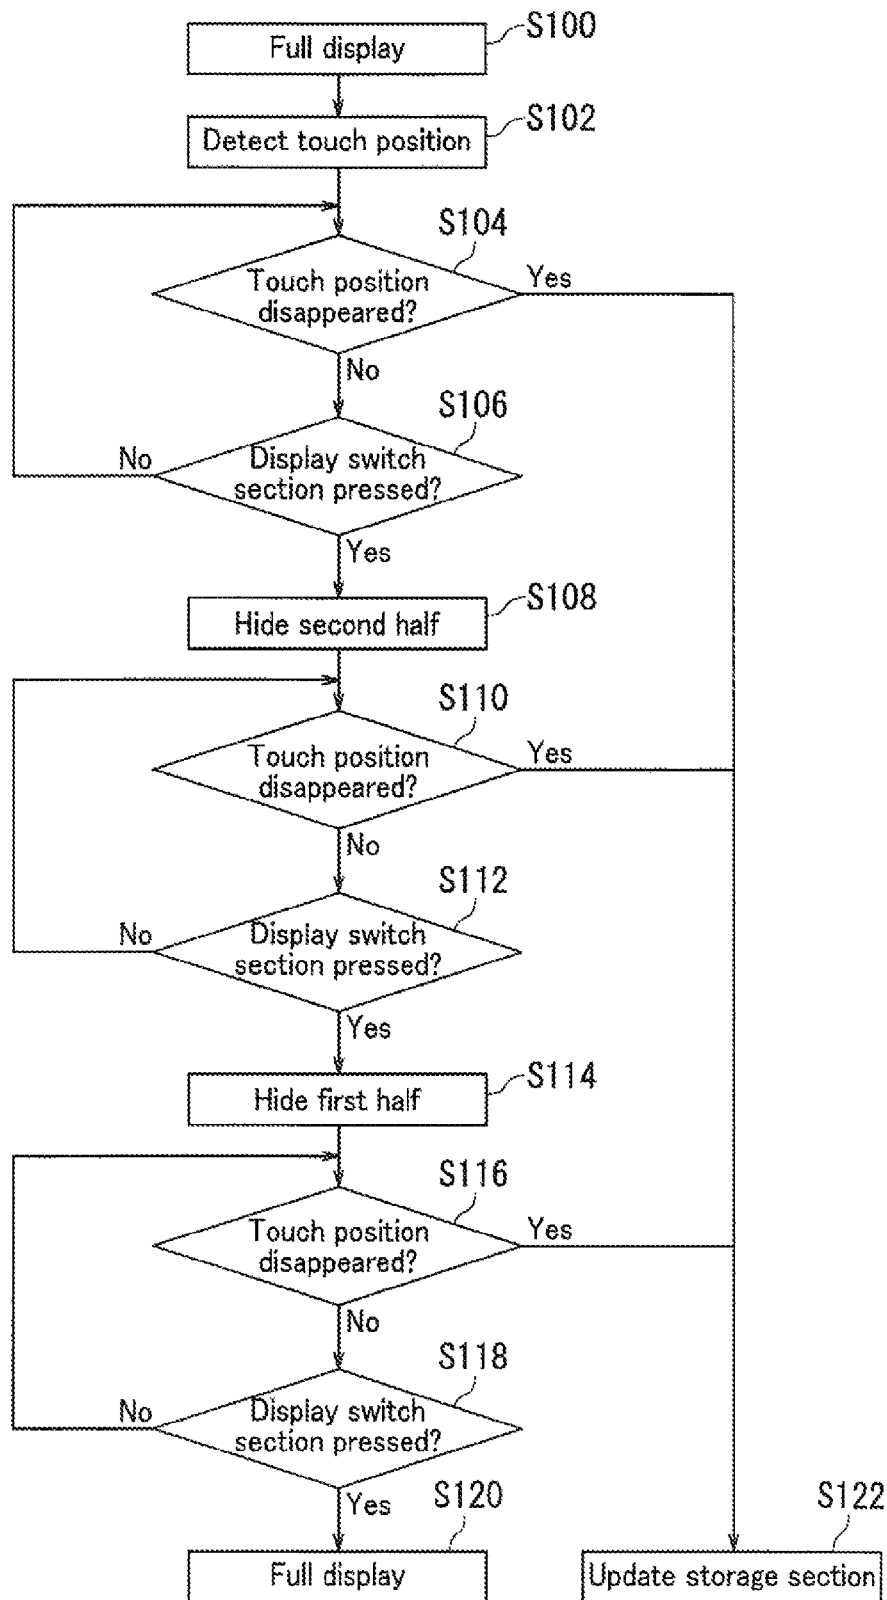 S100
Full display
S102
Detect touch position
S104
Touch position
disappeared?
Yes
No
S106
Display switch
section pressed?
No
Yes
S108
Hide second half
S110
Touch position
disappeared?
Yes
No
S112
Display switch
section pressed?
No
Yes
S114
Hide first half
S116
Touch position
disappeared?
Yes
No
S118
Display switch
section pressed?
No
Yes
S120
Full display
S122
Update storage section